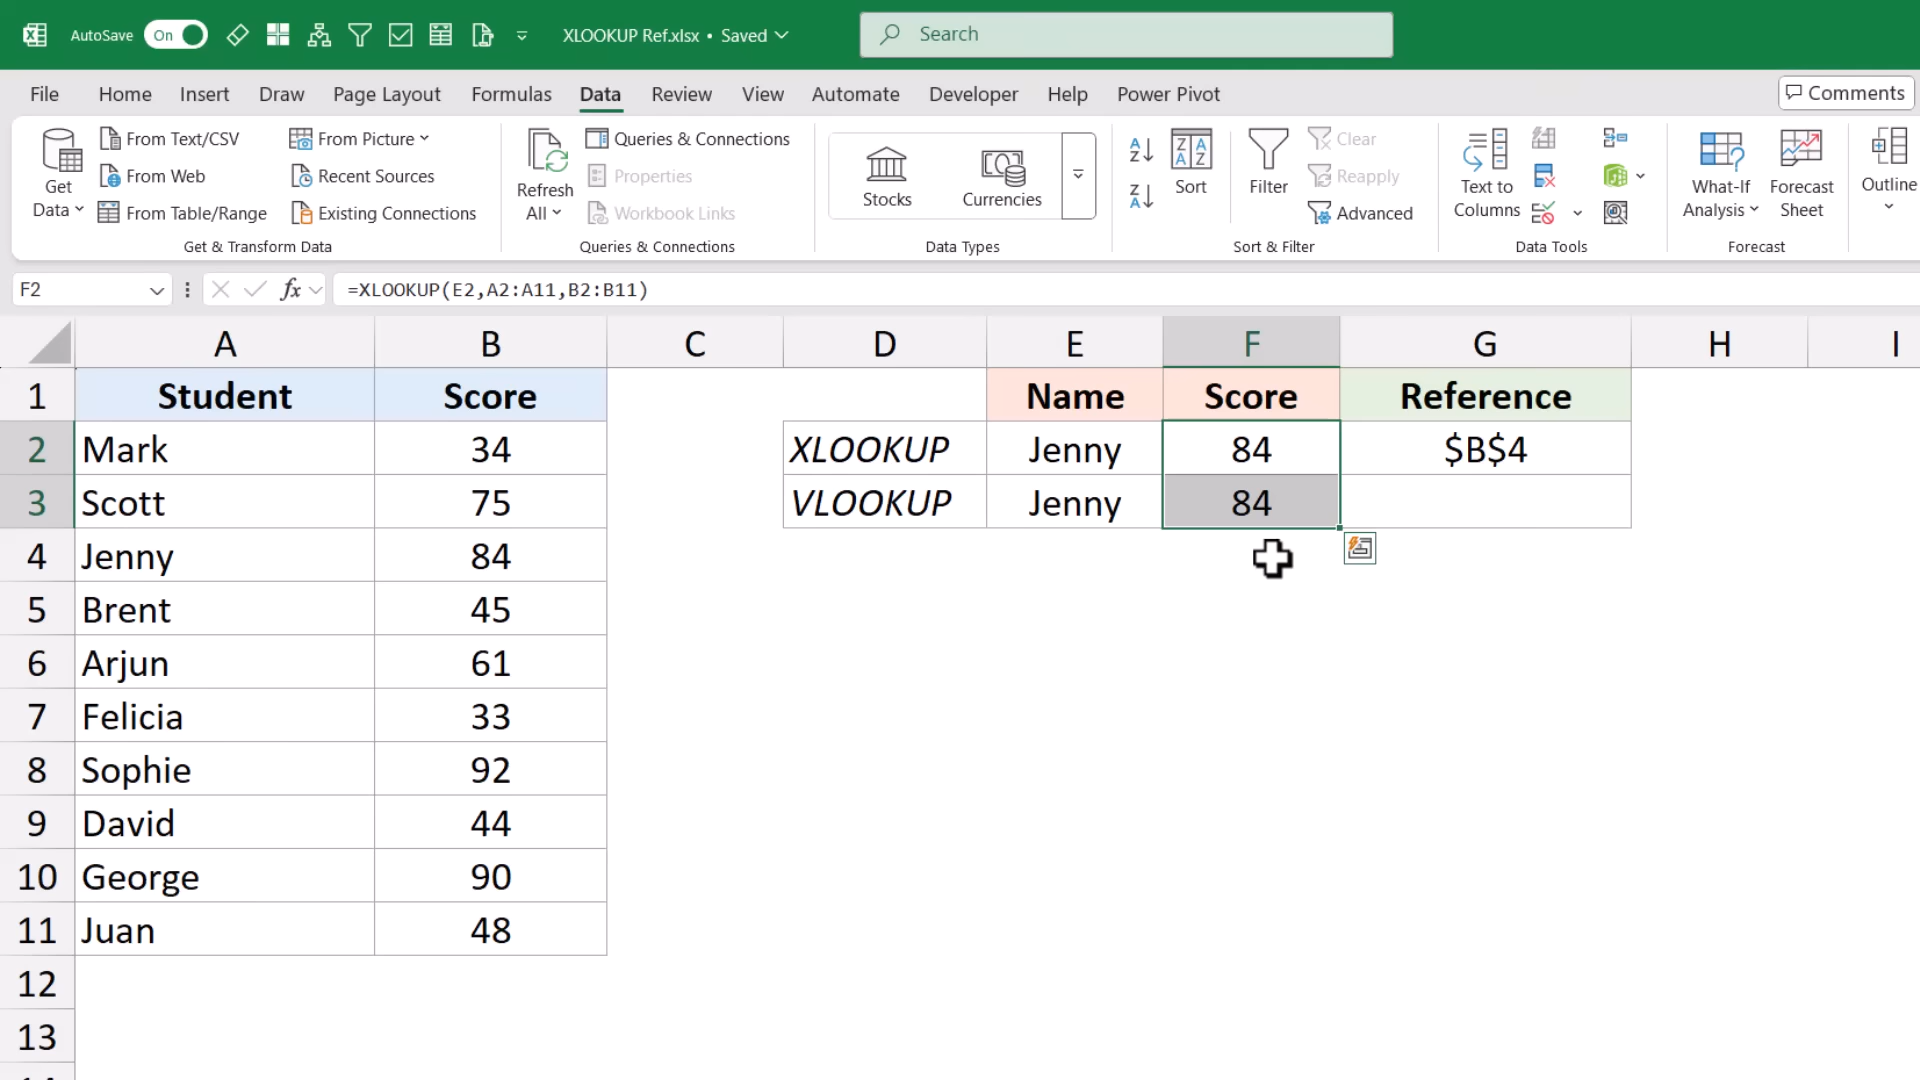 AutoSave On XLOOKUP Ref.xlsx • Saved Search
File Home Insert Draw Page Layout Formulas Data Review View Automate Developer Help Power Pivot Comments
Get Data
From Text/CSV
From Web
From Table/Range
From Picture
Recent Sources
Existing Connections
Get & Transform Data
Refresh All
Queries & Connections
Properties
Workbook Links
Queries & Connections
Stocks
Currencies
Data Types
Sort
Filter
Clear
Reapply
Advanced
Sort & Filter
Text to Columns
Data Tools
What-If Analysis
Forecast Sheet
Forecast
Outline
F2 fx =XLOOKUP(E2,A2:A11,B2:B11)
A B C D E F G H I
1 Student Score Name Score Reference
2 Mark 34 XLOOKUP Jenny 84 $B$4
3 Scott 75 VLOOKUP Jenny 84
4 Jenny 84
5 Brent 45
6 Arjun 61
7 Felicia 33
8 Sophie 92
9 David 44
10 George 90
11 Juan 48
12
13